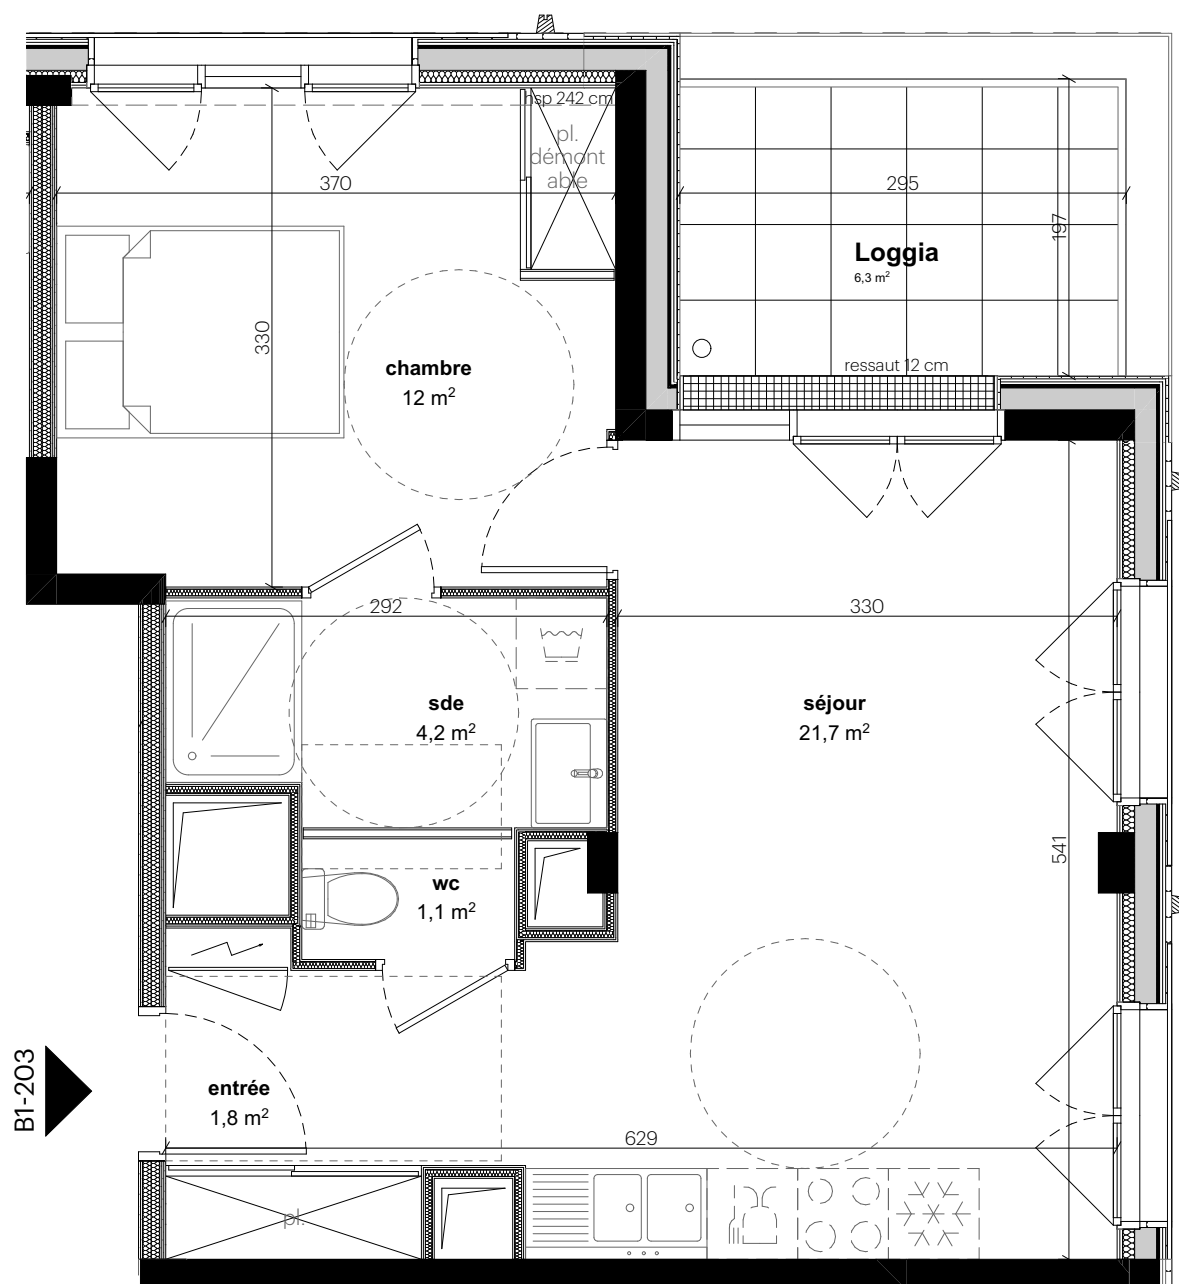 hsp 242 cm
pl.
démont
able
370
295
197
Loggia
6,3 m²
330
chambre
12 m²
ressaut 12 cm
292
330
sde
4,2 m²
séjour
21,7 m²
541
wc
1,1 m²
B1-203
entrée
1,8 m²
629
pl.